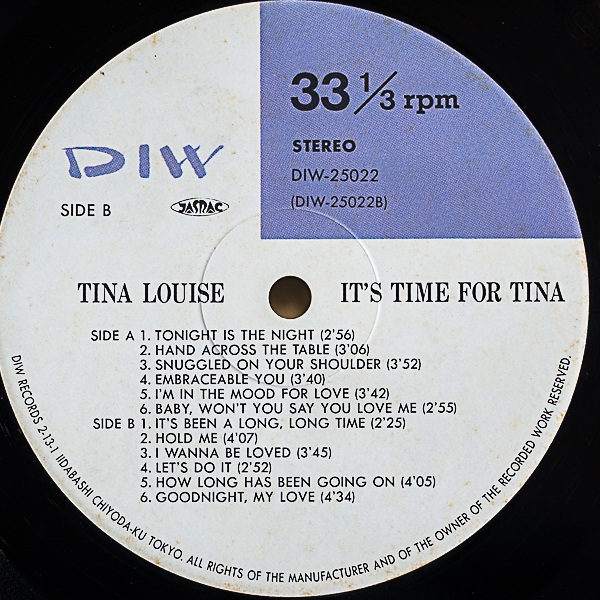 33 1/3 rpm
DIW
STEREO
DIW-25022
SIDE B
JASRAC
(DIW-25022B)
TINA LOUISE
IT'S TIME FOR TINA
SIDE A 1. TONIGHT IS THE NIGHT (2'56)
2. HAND ACROSS THE TABLE (3'06)
3. SNUGGLED ON YOUR SHOULDER (3'52)
4. EMBRACEABLE YOU (3'40)
5. I'M IN THE MOOD FOR LOVE (3'42)
6. BABY, WON'T YOU SAY YOU LOVE ME (2'55)
SIDE B 1. IT'S BEEN A LONG, LONG TIME (2'25)
2. HOLD ME (4'07)
3. I WANNA BE LOVED (3'45)
4. LET'S DO IT (2'52)
5. HOW LONG HAS BEEN GOING ON (4'05)
6. GOODNIGHT, MY LOVE (4'34)
DIW RECORDS 2-13-1 IIDABASHI CHIYODA-KU TOKYO. ALL RIGHTS OF THE MANUFACTURER AND OF THE OWNER OF THE RECORDED WORK RESERVED.